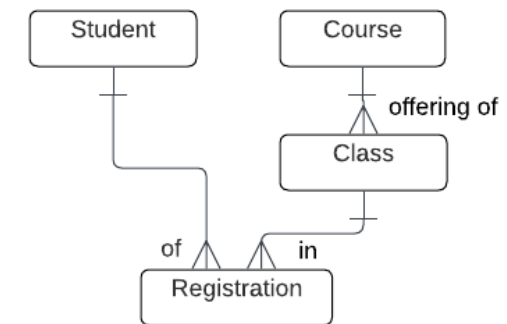 Student
Course
offering of
Class
of
in
Registration